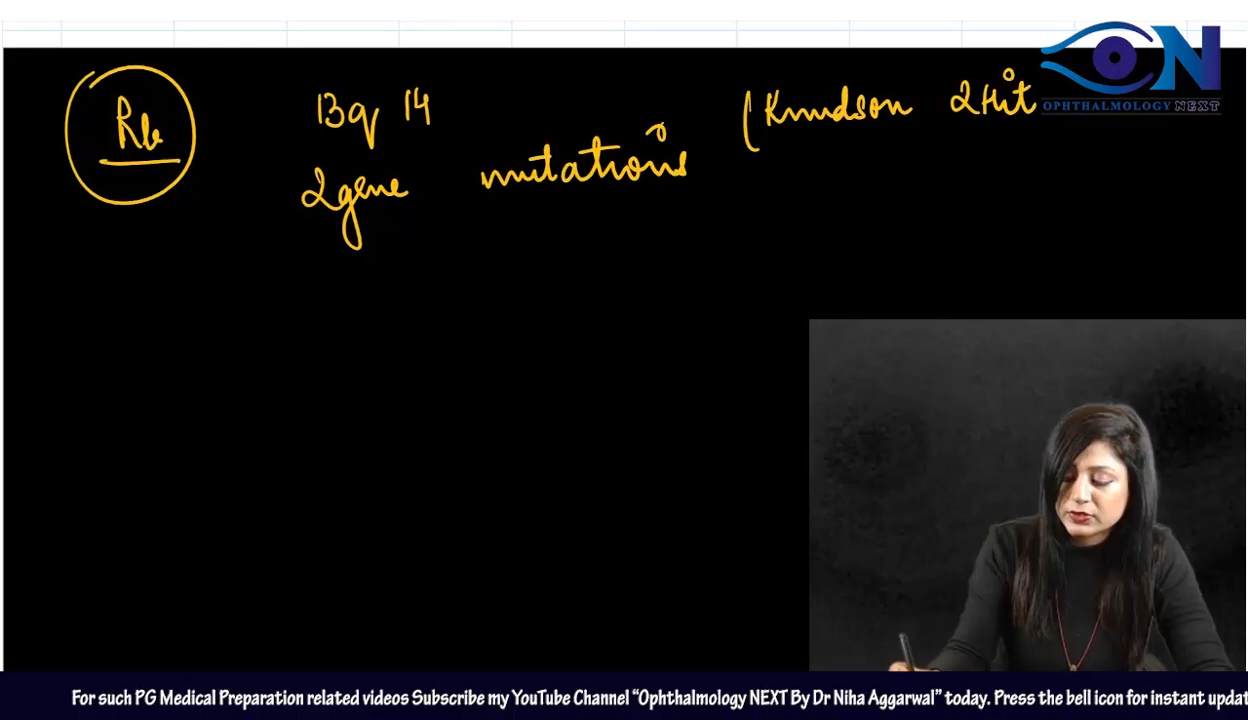 Rb
13q 14
(Knudson 2 Hit
2 gene mutations
ON
OPHTHALMOLOGY NEXT
For such PG Medical Preparation related videos Subscribe my YouTube Channel “Ophthalmology NEXT By Dr Niha Aggarwal” today. Press the bell icon for instant updat